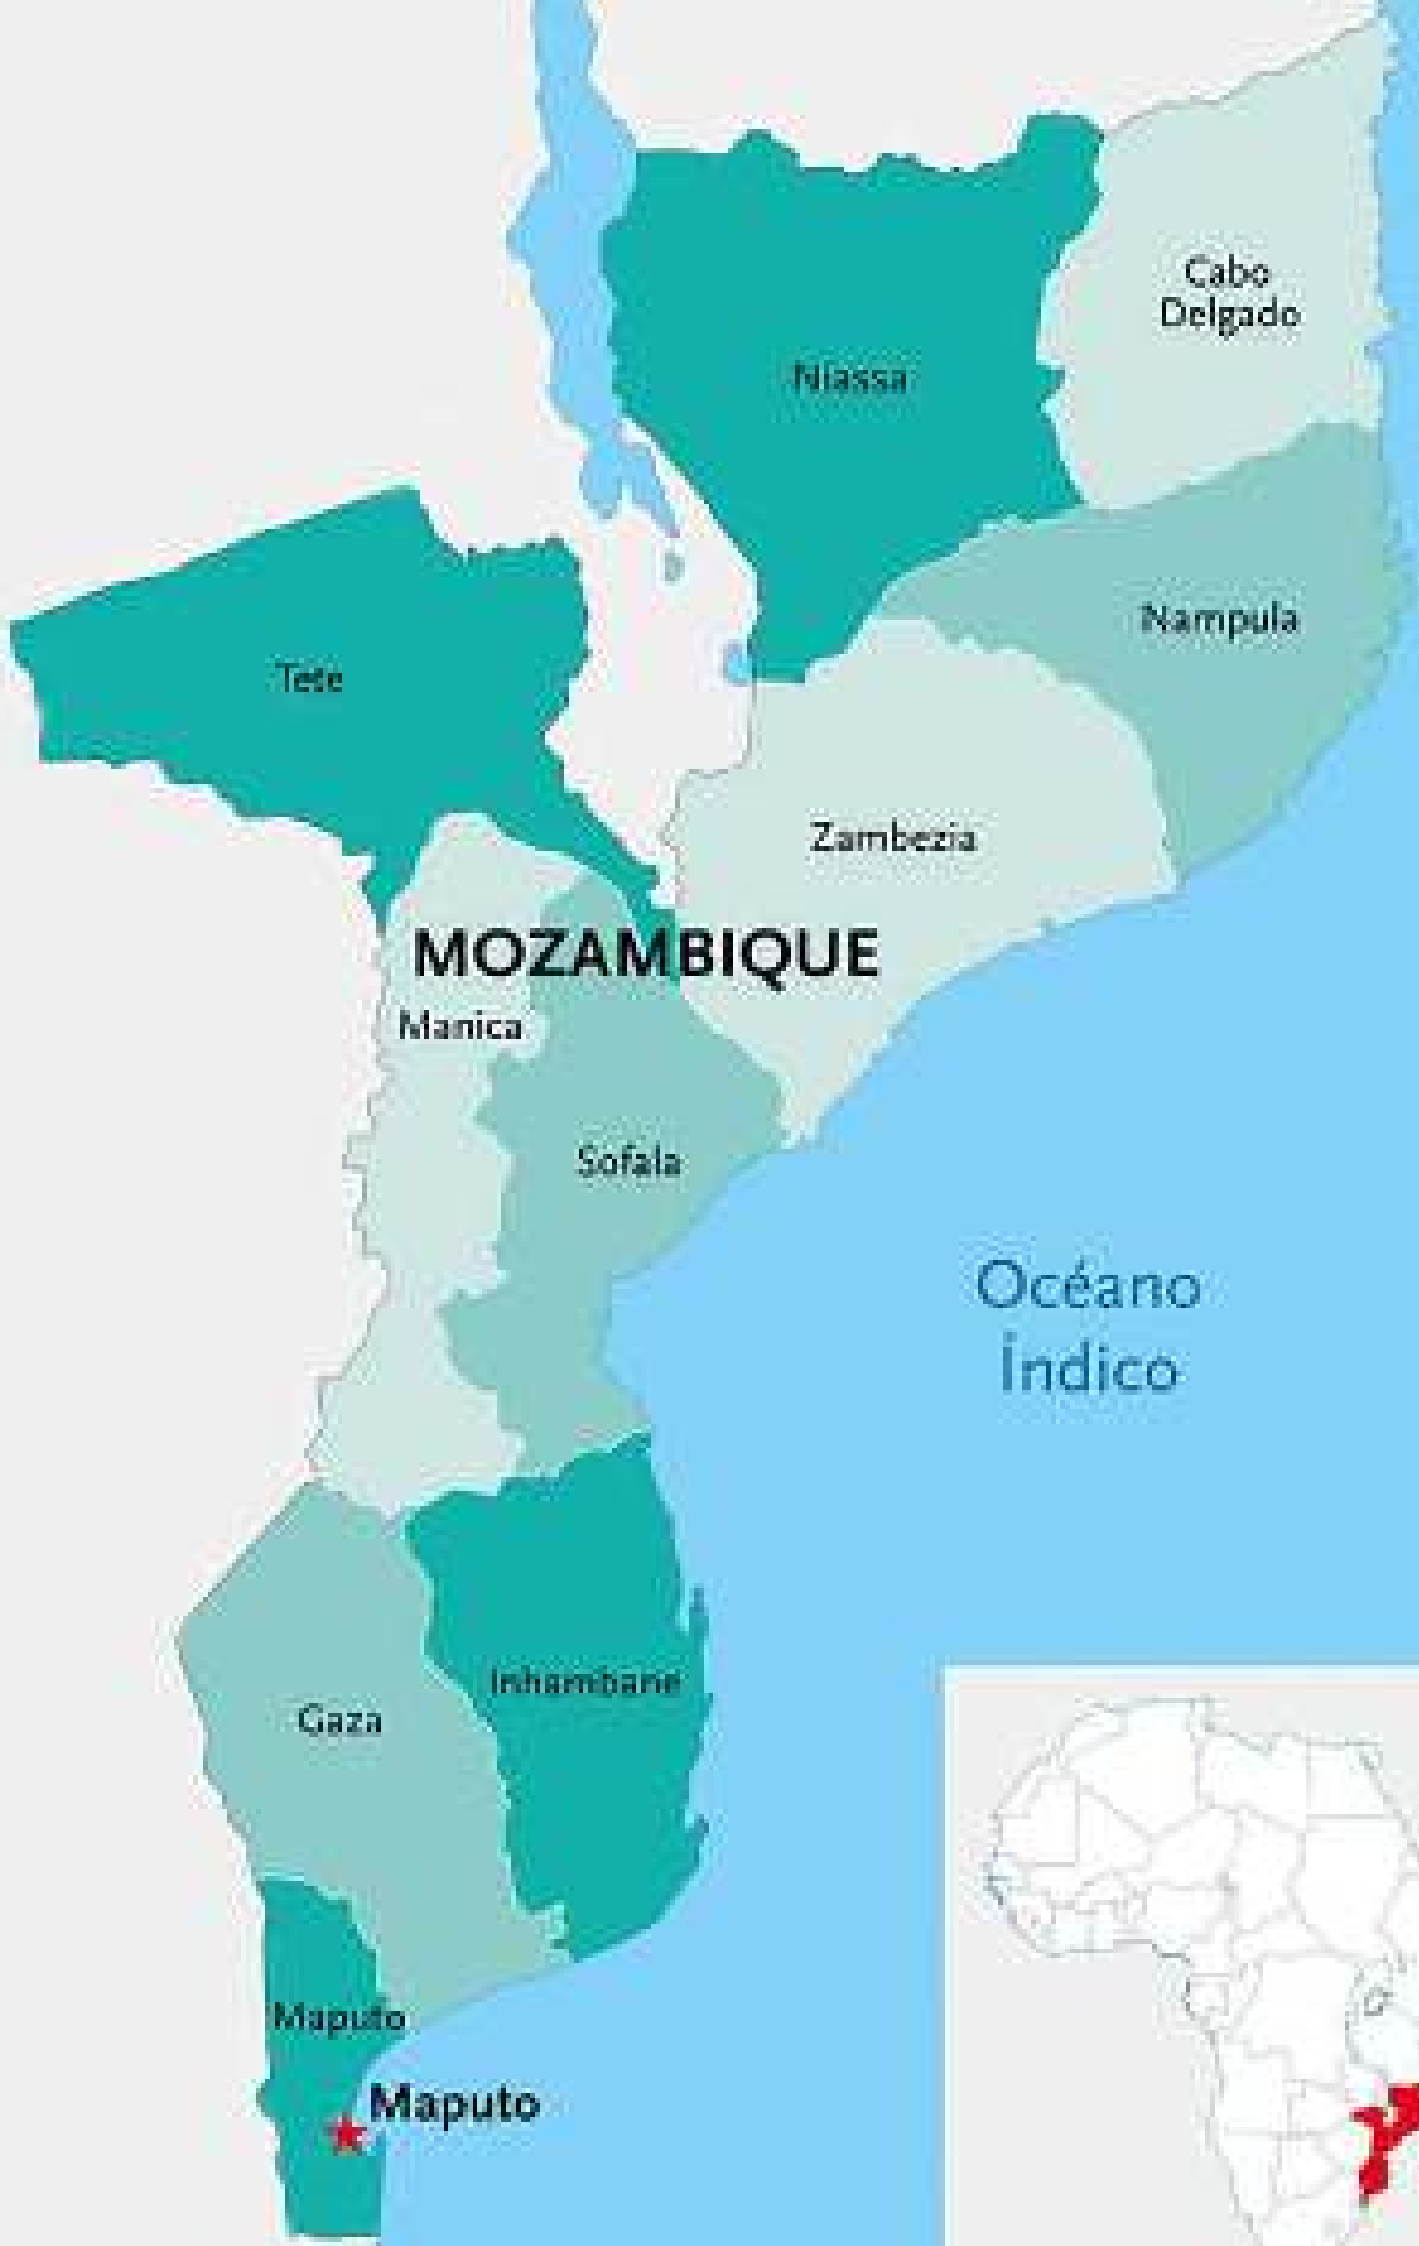 Cabo
Delgado
Niassa
Nampula
Tete
Zambezia
MOZAMBIQUE
Manica
Sofala
Océano
Índico
Inhambane
Gaza
Maputo
Maputo